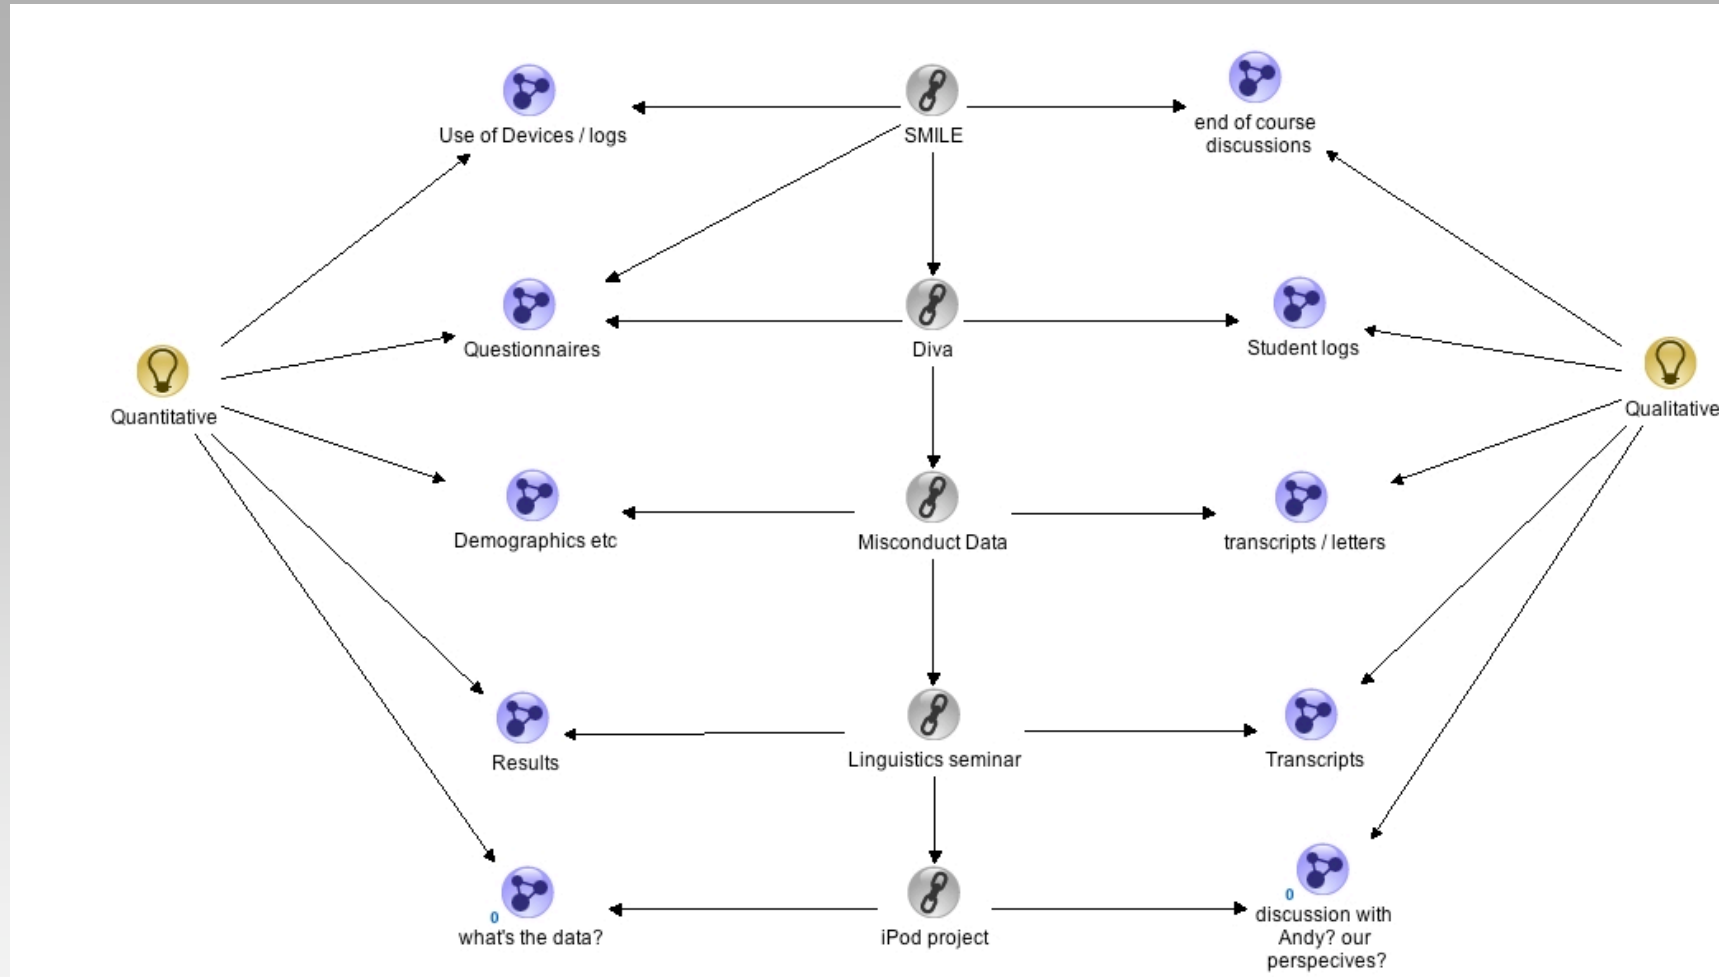 Use of Devices / logs
SMILE
end of course
discussions
Questionnaires
Diva
Student logs
Quantitative
Qualitative
Demographics etc
Misconduct Data
transcripts / letters
Results
Linguistics seminar
Transcripts
0
what's the data?
iPod project
0
discussion with
Andy? our
perspecives?